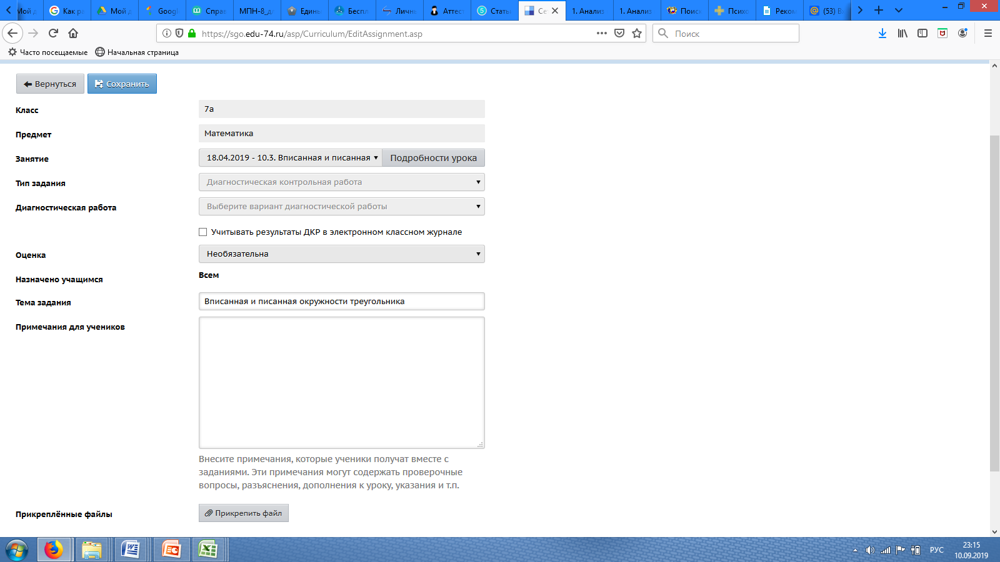 Мой д
Как ра
Мой д
Googl
Справ
МПН-8_д
Едины
Беспл
Личн
Аттес
Стать
Се
1. Анализ
1. Анализ
Поиск
Психо
Реком
(53) В
https://sgo.edu-74.ru/asp/Curriculum/EditAssignment.asp
Поиск
Часто посещаемые
Начальная страница
Вернуться
Сохранить
Класс
7а
Предмет
Математика
Занятие
18.04.2019 - 10.3. Вписанная и писанная
Подробности урока
Тип задания
Диагностическая контрольная работа
Диагностическая работа
Выберите вариант диагностической работы
Учитывать результаты ДКР в электронном классном журнале
Оценка
Необязательна
Назначено учащимся
Всем
Тема задания
Вписанная и писанная окружности треугольника
Примечания для учеников
Внесите примечания, которые ученики получат вместе с
заданиями. Эти примечания могут содержать проверочные
вопросы, разъяснения, дополнения к уроку, указания и т.п.
Прикреплённые файлы
Прикрепить файл
РУС
23:15
10.09.2019